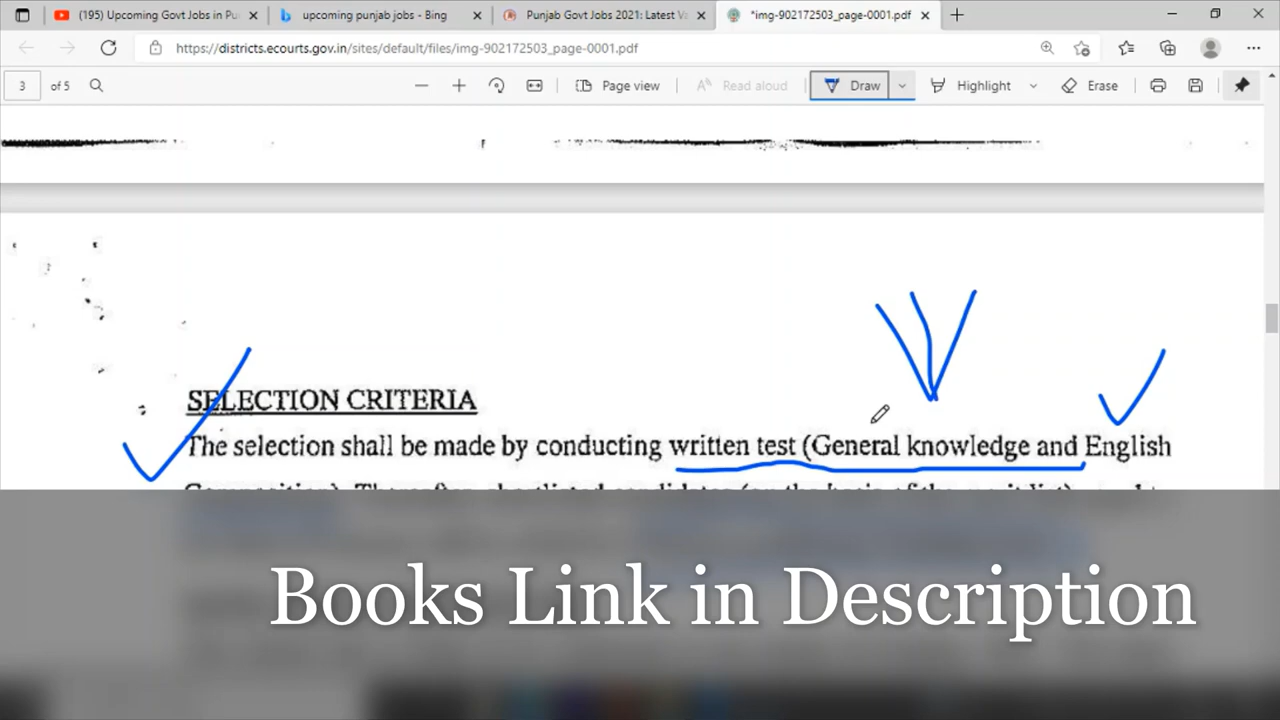 (195) Upcoming Govt Jobs in Pu
upcoming punjab jobs - Bing
Punjab Govt Jobs 2021: Latest Va
*img-902172503_page-0001.pdf
https://districts.ecourts.gov.in/sites/default/files/img-902172503_page-0001.pdf
3 of 5
Page view
Read aloud
Draw
Highlight
Erase
SELECTION CRITERIA
The selection shall be made by conducting written test (General knowledge and English
Books Link in Description